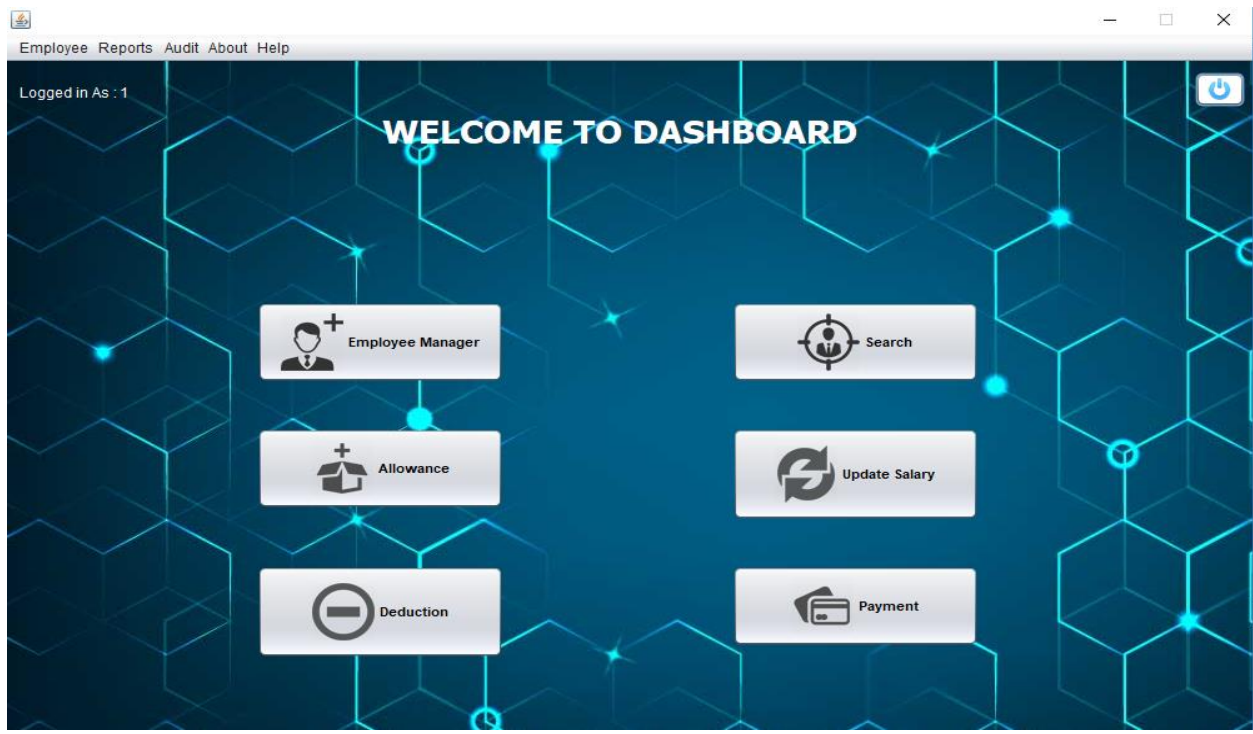 Employee Reports Audit About Help
Logged in As : 1
WELCOME TO DASHBOARD
Employee Manager
Search
Allowance
Update Salary
Deduction
Payment